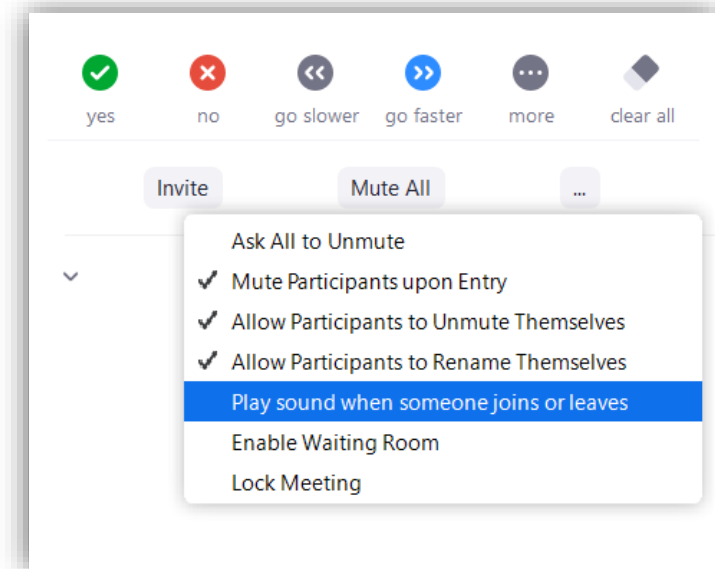 yes no go slower go faster more clear all
Invite Mute All ...
Ask All to Unmute
Mute Participants upon Entry
Allow Participants to Unmute Themselves
Allow Participants to Rename Themselves
Play sound when someone joins or leaves
Enable Waiting Room
Lock Meeting